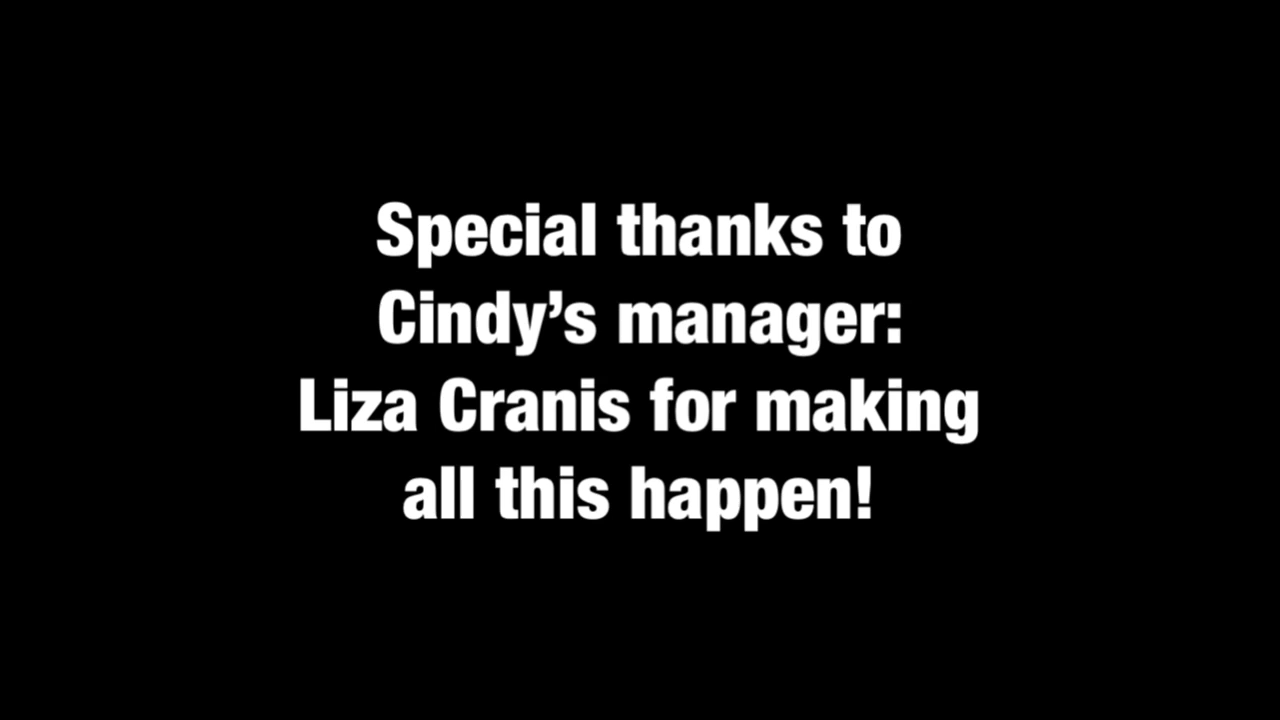 Special thanks to
Cindy’s manager:
Liza Cranis for making
all this happen!